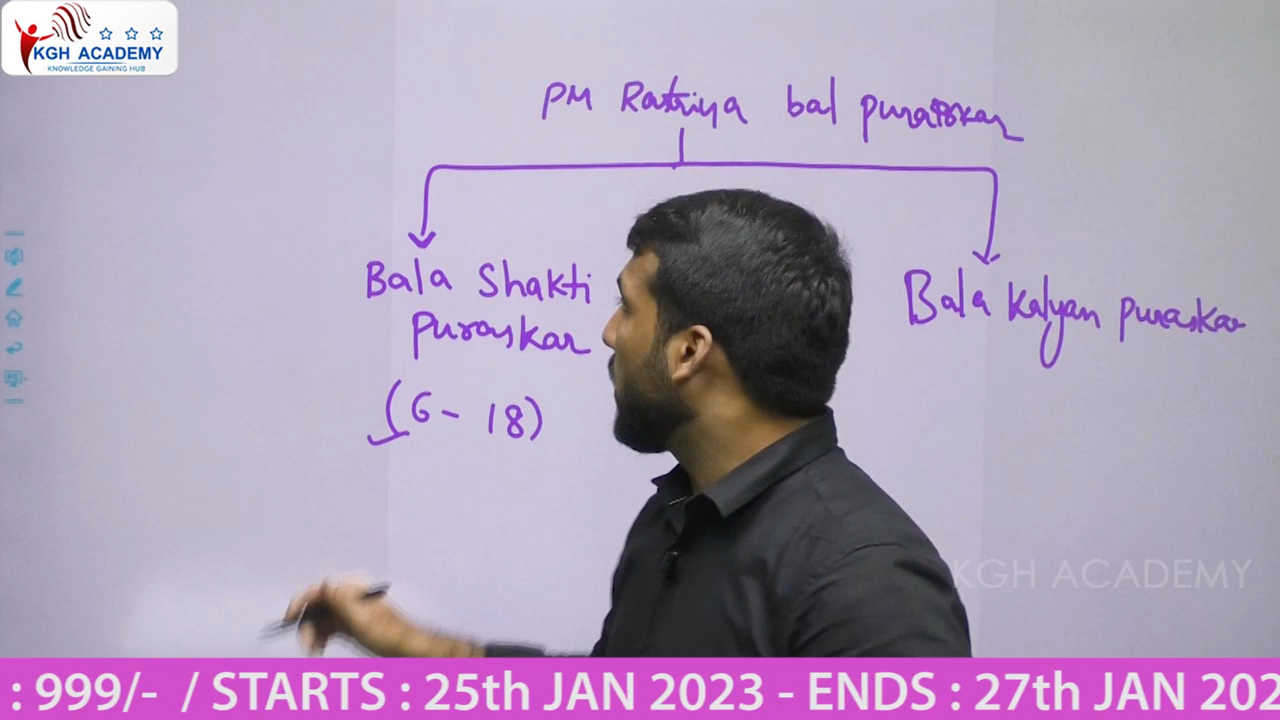 KGH ACADEMY
KNOWLEDGE GAINING HUB
PM Ratriya bal puraskar
Bala Shakti
Puraskar
(6 - 18)
Bala Kalyan puraskar
KGH ACADEMY
: 999/- / STARTS : 25th JAN 2023 - ENDS : 27th JAN 202